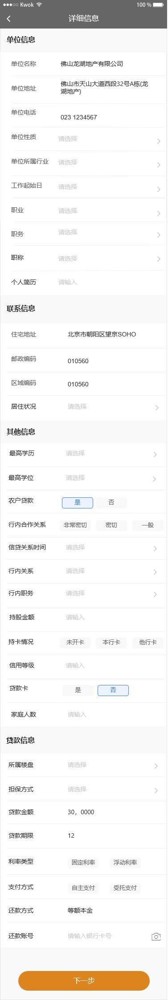 Kwok 100 %
详细信息
单位信息
单位名称 佛山龙湖地产有限公司
单位地址 佛山市天山大道西段32号A栋(龙
湖地产)
单位电话 023 1234567
单位性质 请选择
单位所属行业 请选择
工作起始日 请选择
职业 请选择
职务 请选择
职称 请选择
个人简历 请输入
联系信息
住宅地址 北京市朝阳区望京SOHO
邮政编码 010560
区域编码 010560
居住状况 请选择
其他信息
最高学历 请选择
最高学位 请选择
农户贷款 是 否
行内合作关系 非常密切 密切 一般
信贷关系时间 请选择
行内关系 请选择
行内职务 请选择
持股金额 请输入
持卡情况 未开卡 本行卡 他行卡
信用等级 请输入
贷款卡 是 否
家庭人数 请输入
贷款信息
所属楼盘 请选择
担保方式 请选择
贷款金额 30，0000
贷款期限 12
利率类型 固定利率 浮动利率
支付方式 自主支付 受托支付
还款方式 等额本金
还款账号 请输入银行卡号
下一步